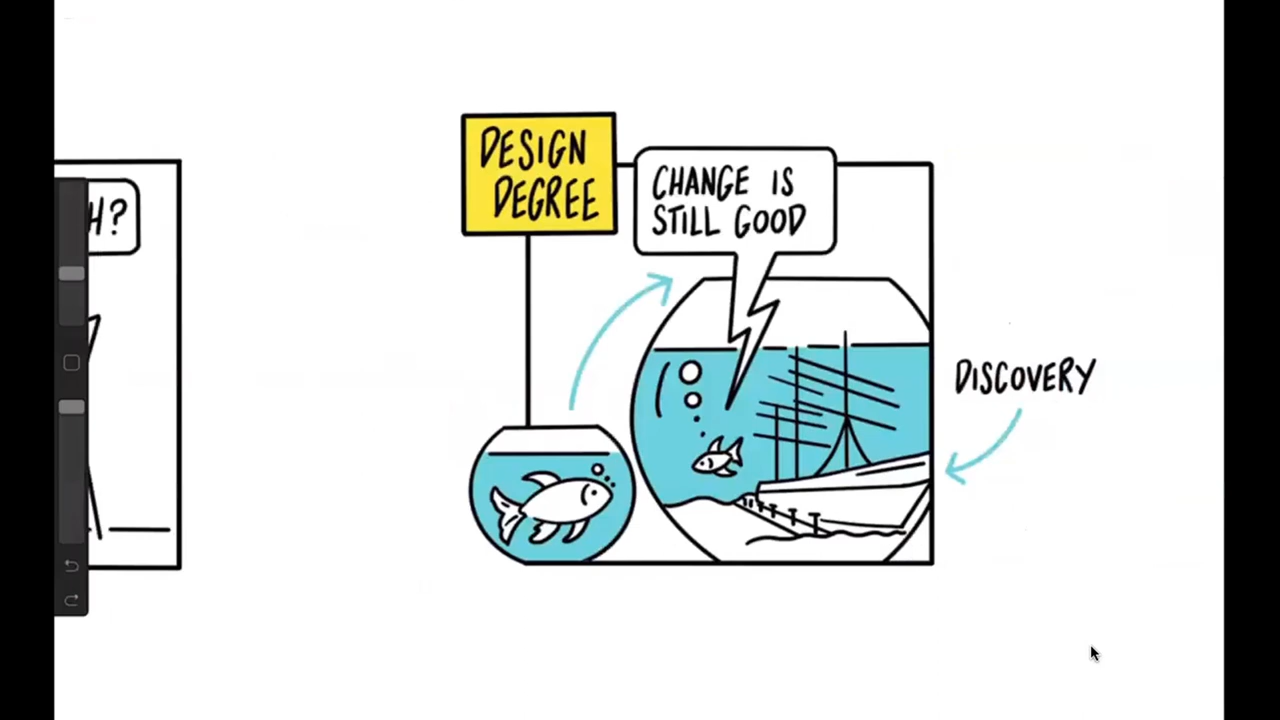 H?
DESIGN
DEGREE
CHANGE IS
STILL GOOD
DISCOVERY